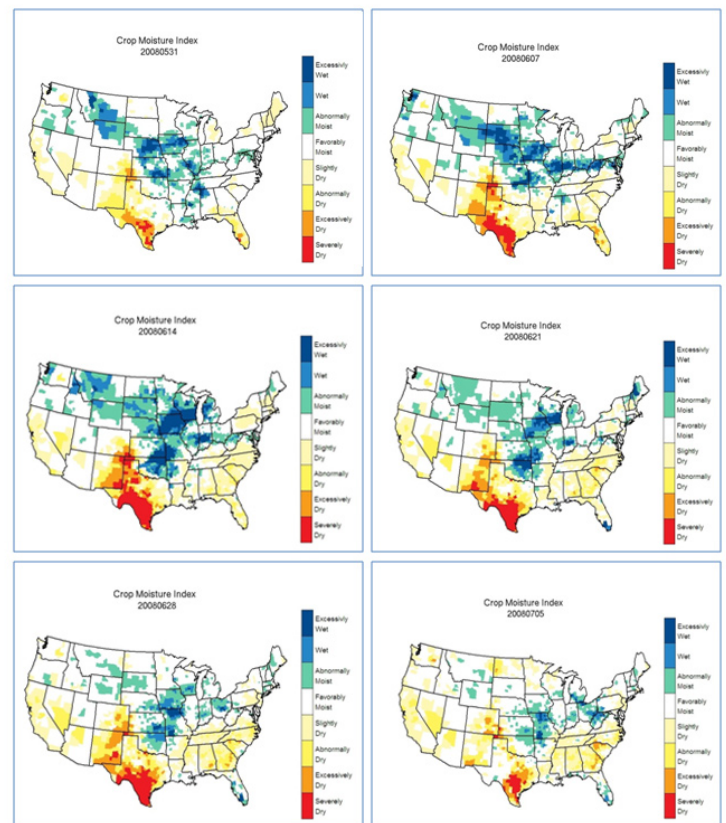 Crop Moisture Index
20080531
Excessivly
Wet
Wet
Abnormally
Moist
Favorably
Moist
Slightly
Dry
Abnormally
Dry
Excessively
Dry
Severely
Dry
Crop Moisture Index
20080607
Excessivly
Wet
Wet
Abnormally
Moist
Favorably
Moist
Slightly
Dry
Abnormally
Dry
Excessively
Dry
Severely
Dry
Crop Moisture Index
20080614
Excessivly
Wet
Wet
Abnormally
Moist
Favorably
Moist
Slightly
Dry
Abnormally
Dry
Excessively
Dry
Severely
Dry
Crop Moisture Index
20080621
Excessivly
Wet
Wet
Abnormally
Moist
Favorably
Moist
Slightly
Dry
Abnormally
Dry
Excessively
Dry
Severely
Dry
Crop Moisture Index
20080628
Excessivly
Wet
Wet
Abnormally
Moist
Favorably
Moist
Slightly
Dry
Abnormally
Dry
Excessively
Dry
Severely
Dry
Crop Moisture Index
20080705
Excessivly
Wet
Wet
Abnormally
Moist
Favorably
Moist
Slightly
Dry
Abnormally
Dry
Excessively
Dry
Severely
Dry